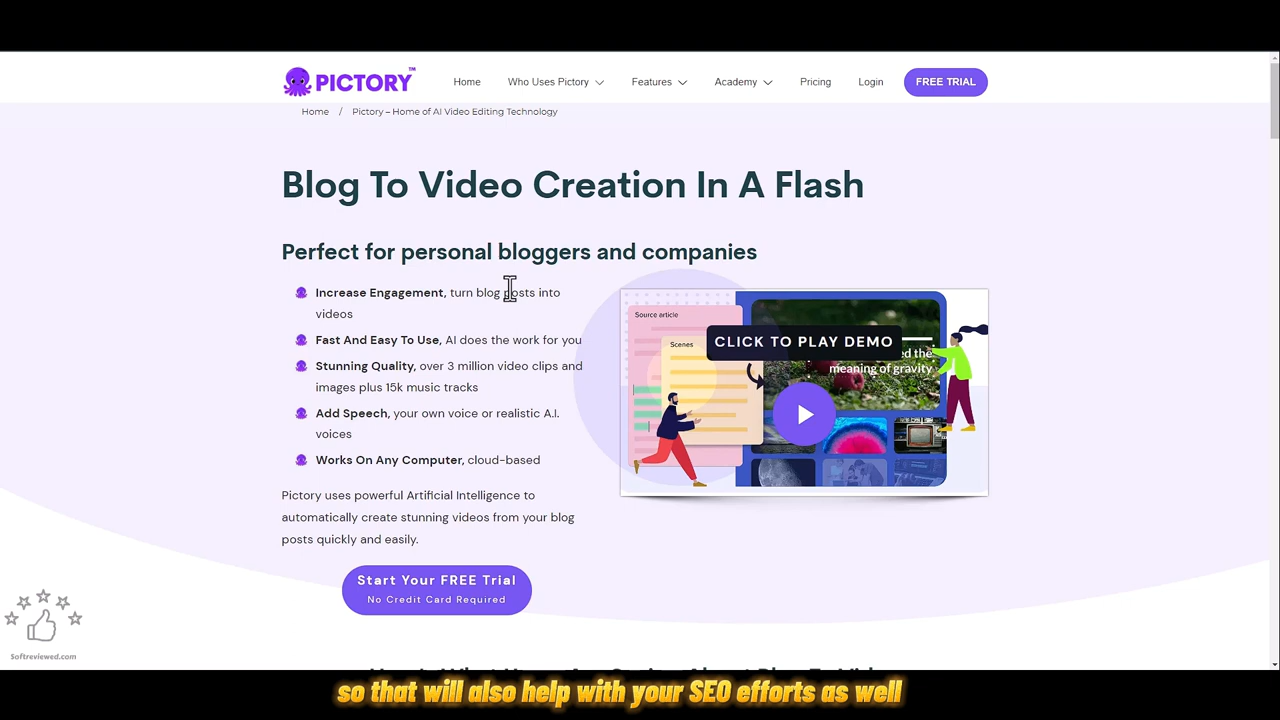 PICTORY™
Home
Who Uses Pictory
Features
Academy
Pricing
Login
FREE TRIAL
Home / Pictory – Home of AI Video Editing Technology
Blog To Video Creation In A Flash
Perfect for personal bloggers and companies
Increase Engagement, turn blog posts into
videos
Fast And Easy To Use, AI does the work for you
Stunning Quality, over 3 million video clips and
images plus 15k music tracks
Add Speech, your own voice or realistic A.I.
voices
Works On Any Computer, cloud-based
Pictory uses powerful Artificial Intelligence to
automatically create stunning videos from your blog
posts quickly and easily.
Start Your FREE Trial
No Credit Card Required
Source article
Scenes
CLICK TO PLAY DEMO
the
meaning of gravity
Softreviewed.com
so that will also help with your SEO efforts as well